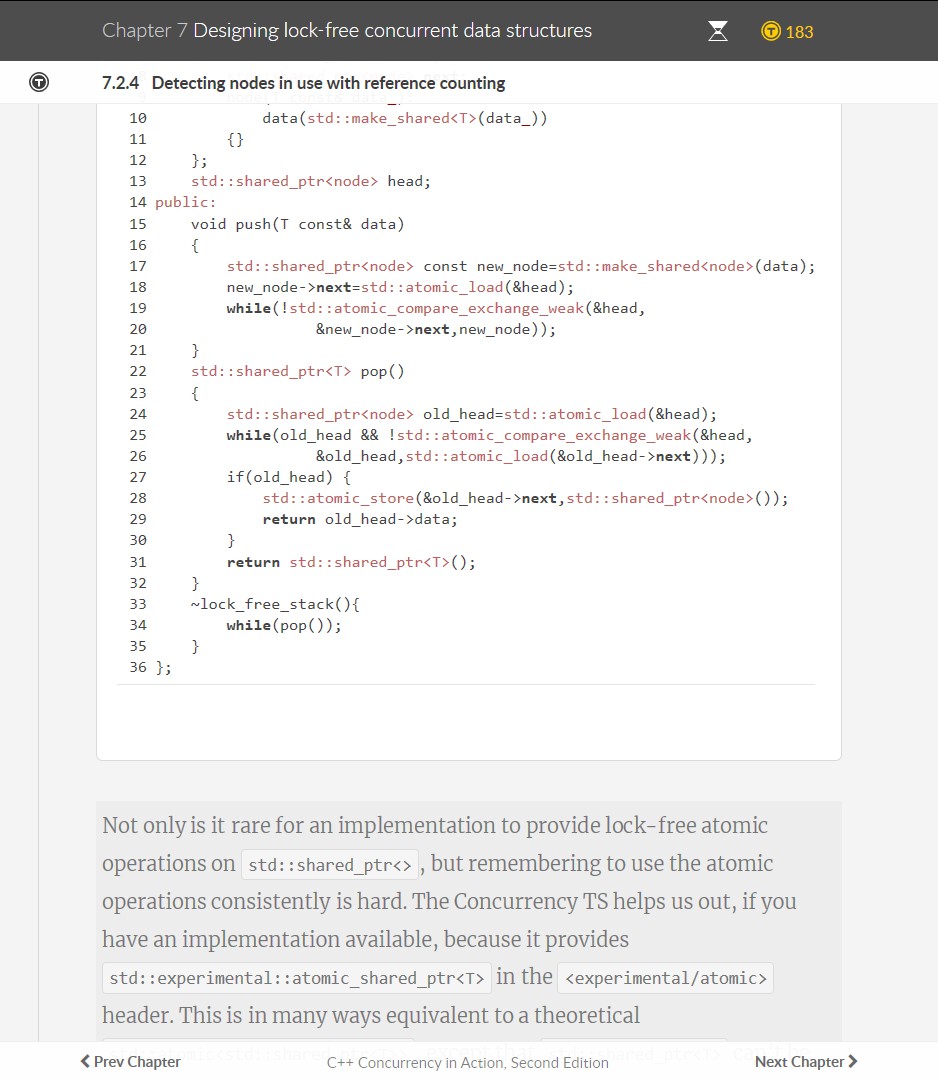 Chapter 7 Designing lock-free concurrent data structures
183
7.2.4 Detecting nodes in use with reference counting
10 data(std::make_shared<T>(data_))
11 {}
12 };
13 std::shared_ptr<node> head;
14 public:
15 void push(T const& data)
16 {
17 std::shared_ptr<node> const new_node=std::make_shared<node>(data);
18 new_node->next=std::atomic_load(&head);
19 while(!std::atomic_compare_exchange_weak(&head,
20 &new_node->next,new_node));
21 }
22 std::shared_ptr<T> pop()
23 {
24 std::shared_ptr<node> old_head=std::atomic_load(&head);
25 while(old_head && !std::atomic_compare_exchange_weak(&head,
26 &old_head,std::atomic_load(&old_head->next)));
27 if(old_head) {
28 std::atomic_store(&old_head->next,std::shared_ptr<node>());
29 return old_head->data;
30 }
31 return std::shared_ptr<T>();
32 }
33 ~lock_free_stack(){
34 while(pop());
35 }
36 };
Not only is it rare for an implementation to provide lock-free atomic
operations on std::shared_ptr<> , but remembering to use the atomic
operations consistently is hard. The Concurrency TS helps us out, if you
have an implementation available, because it provides
std::experimental::atomic_shared_ptr<T> in the <experimental/atomic>
header. This is in many ways equivalent to a theoretical
Prev Chapter
C++ Concurrency in Action, Second Edition
Next Chapter